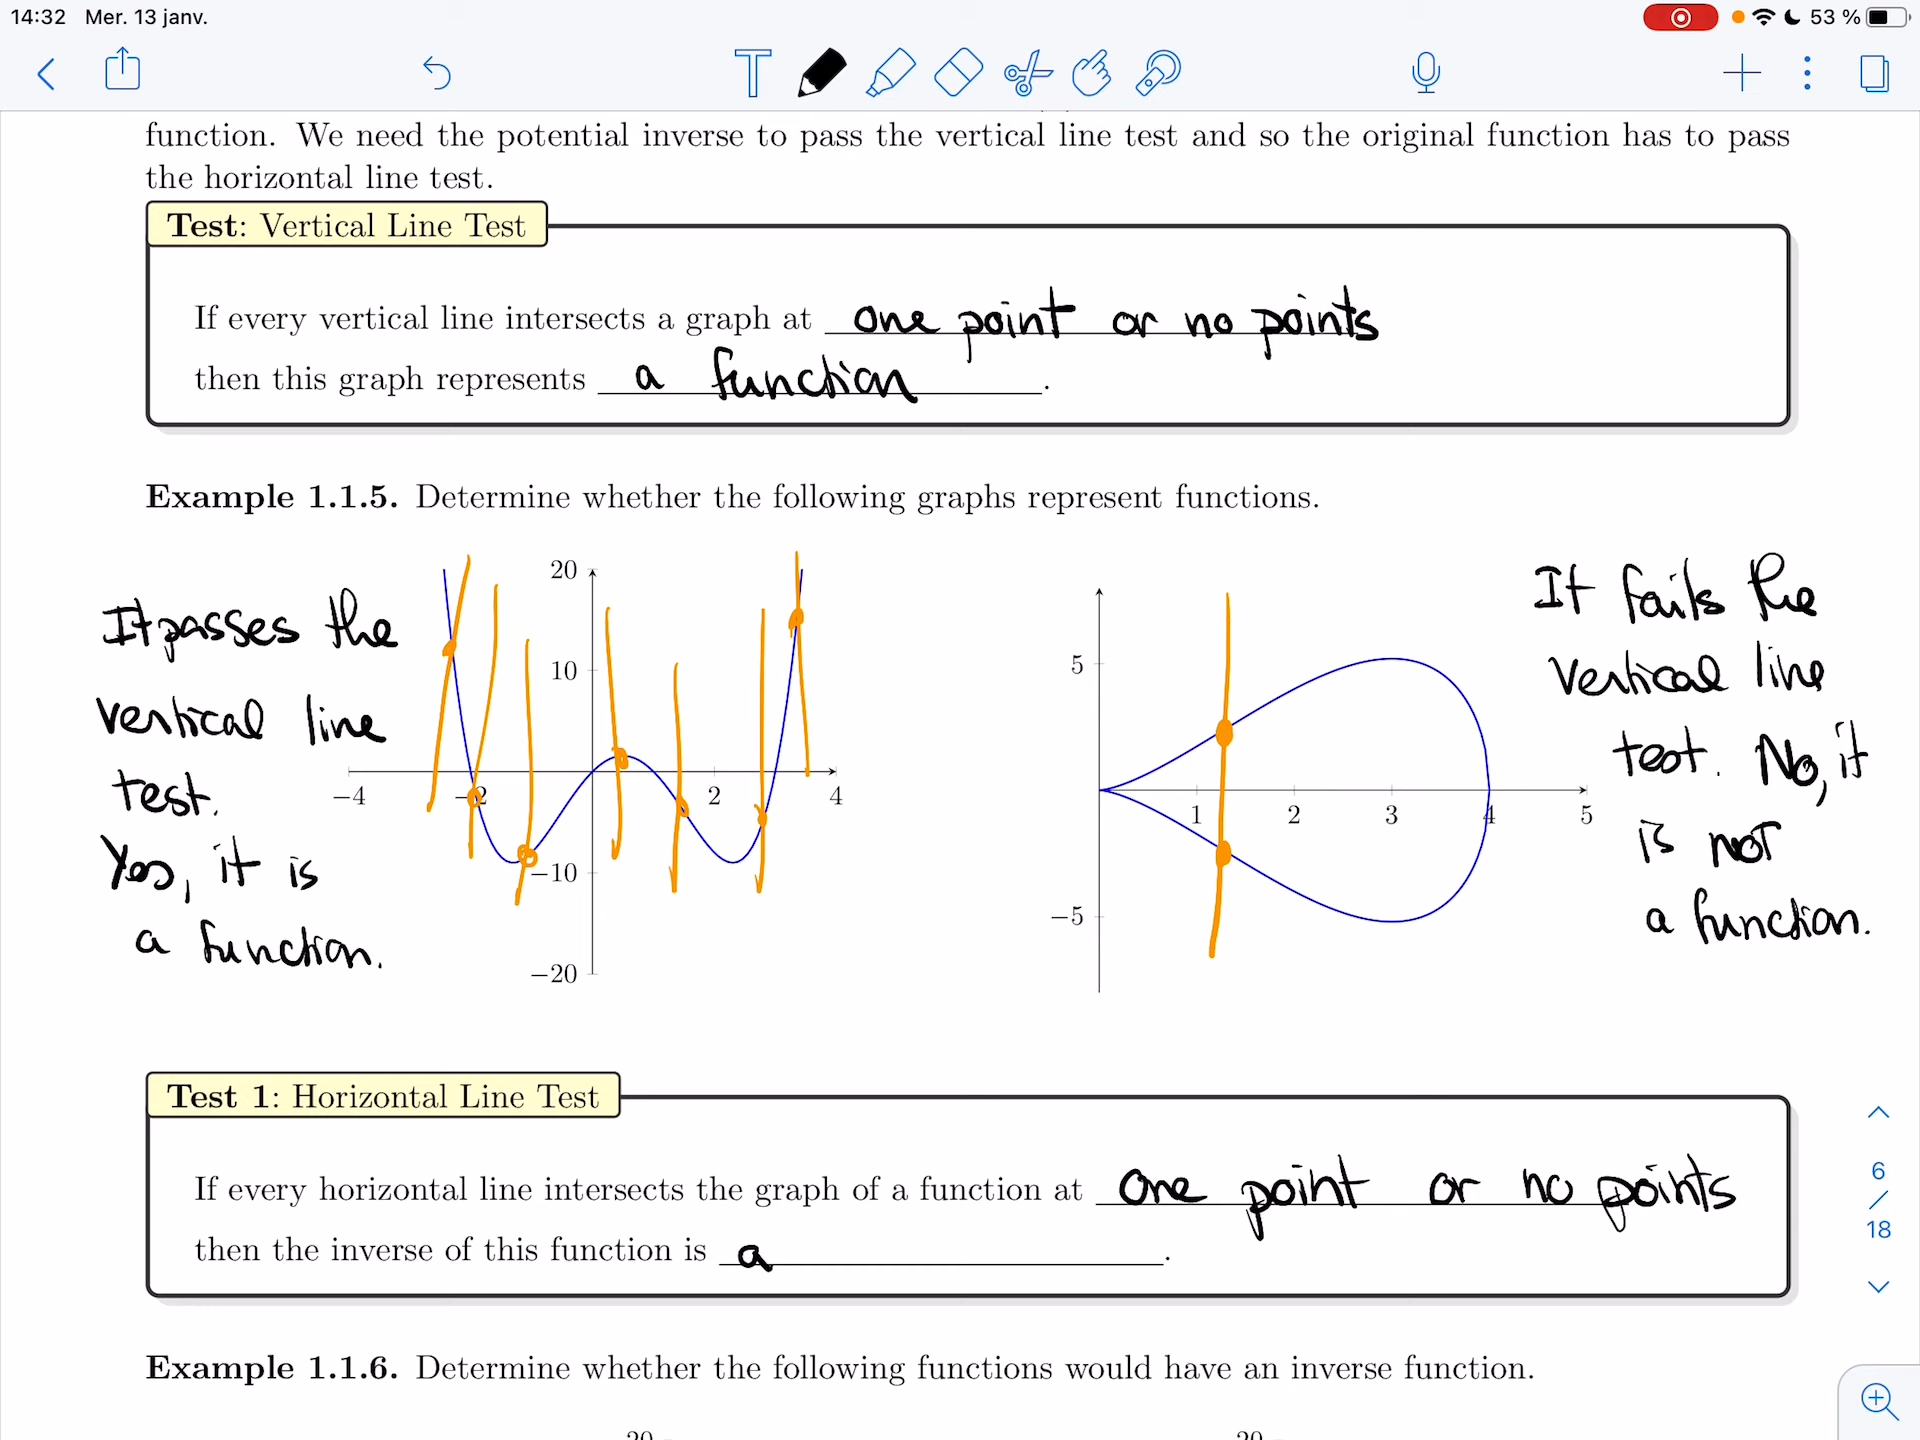 14:32 Mer. 13 janv.
53 %
T
function. We need the potential inverse to pass the vertical line test and so the original function has to pass
the horizontal line test.
Test: Vertical Line Test
If every vertical line intersects a graph at one point or no points
then this graph represents a function.
Example 1.1.5. Determine whether the following graphs represent functions.
It passes the
vertical line
test.
Yes, it is
a function.
20
10
−4 −2 2 4
−10
−20
5
1 2 3 4 5
−5
It fails the
vertical line
test. No, it
is not
a function.
Test 1: Horizontal Line Test
If every horizontal line intersects the graph of a function at one point or no points
then the inverse of this function is a .
6
/
18
Example 1.1.6. Determine whether the following functions would have an inverse function.
20 20